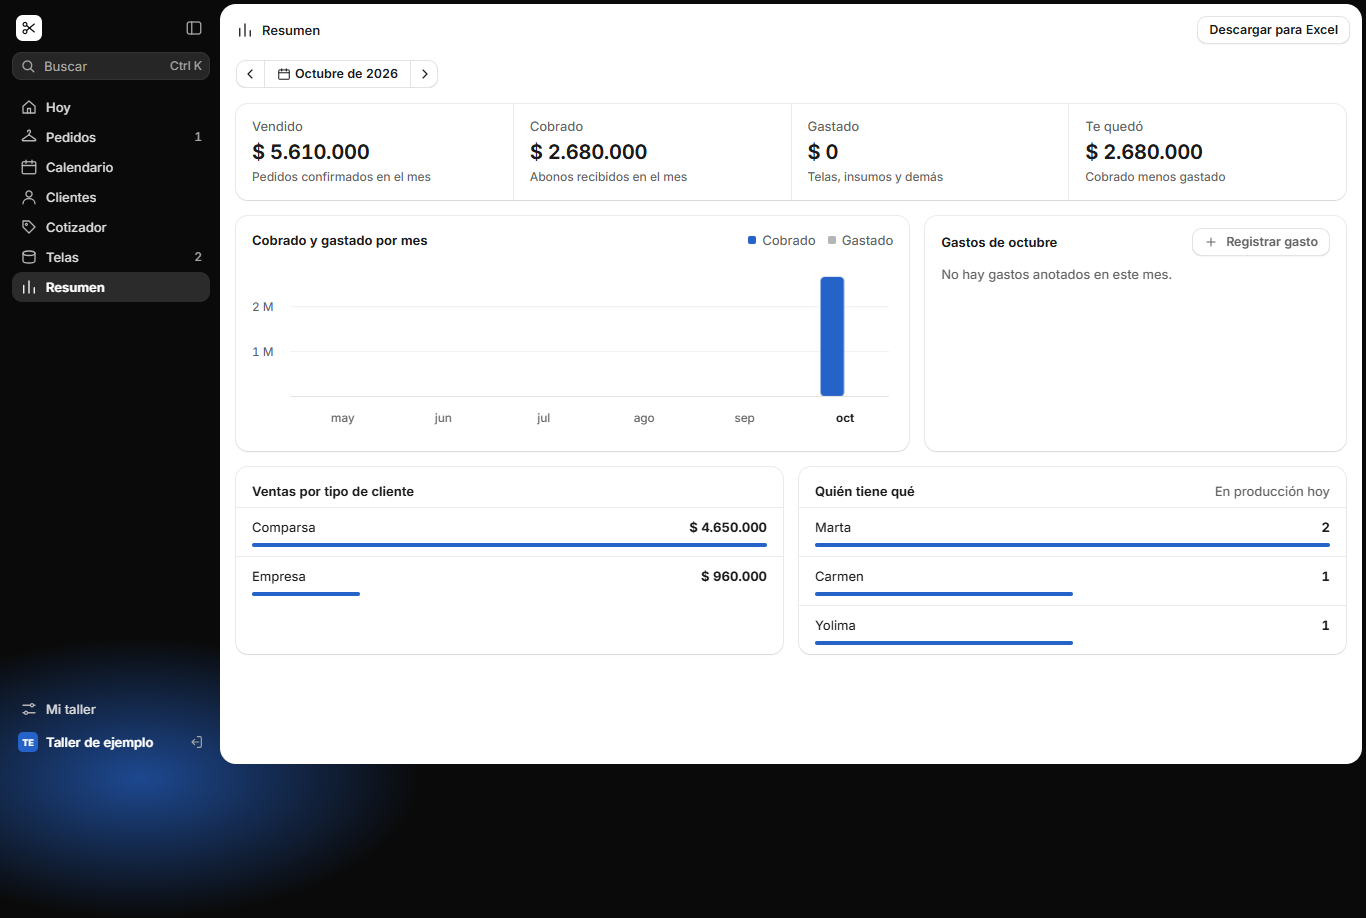 Buscar Ctrl K
Hoy
Pedidos 1
Calendario
Clientes
Cotizador
Telas 2
Resumen
Mi taller
TE Taller de ejemplo
Resumen Descargar para Excel
Octubre de 2026
Vendido
$ 5.610.000
Pedidos confirmados en el mes
Cobrado
$ 2.680.000
Abonos recibidos en el mes
Gastado
$ 0
Telas, insumos y demás
Te quedó
$ 2.680.000
Cobrado menos gastado
Cobrado y gastado por mes Cobrado Gastado
2 M
1 M
may jun jul ago sep oct
Gastos de octubre + Registrar gasto
No hay gastos anotados en este mes.
Ventas por tipo de cliente
Comparsa $ 4.650.000
Empresa $ 960.000
Quién tiene qué En producción hoy
Marta 2
Carmen 1
Yolima 1